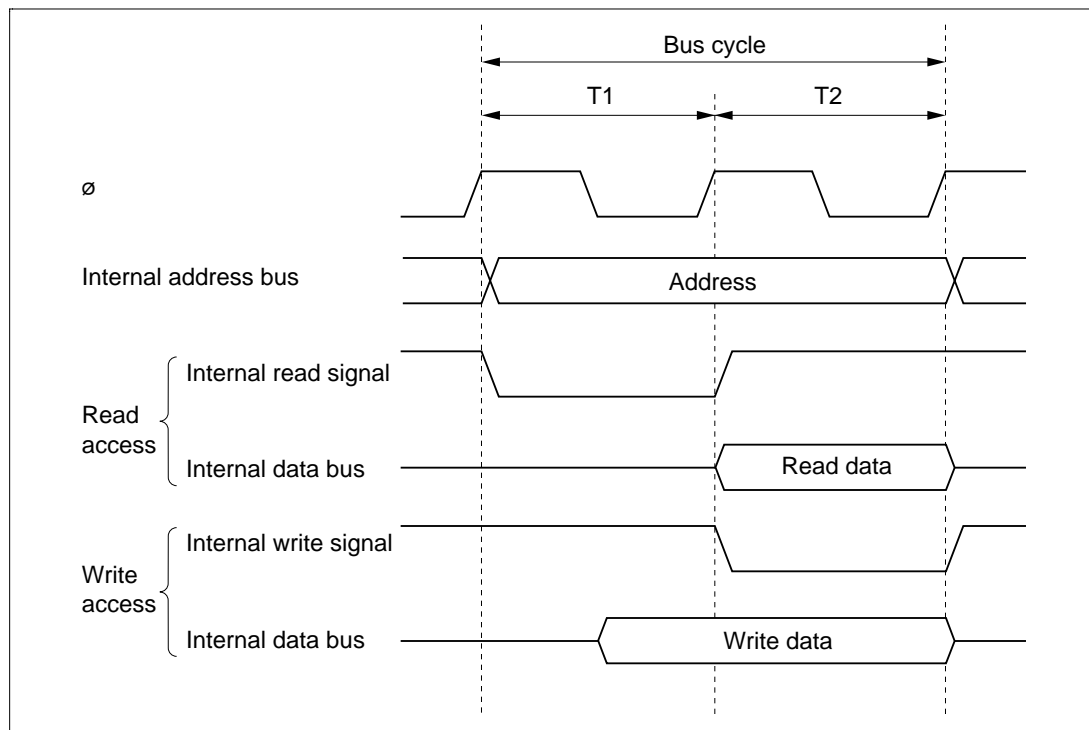 Bus cycle
T1
T2
ø
Internal address bus
Address
Read
access
Internal read signal
Internal data bus
Read data
Write
access
Internal write signal
Internal data bus
Write data